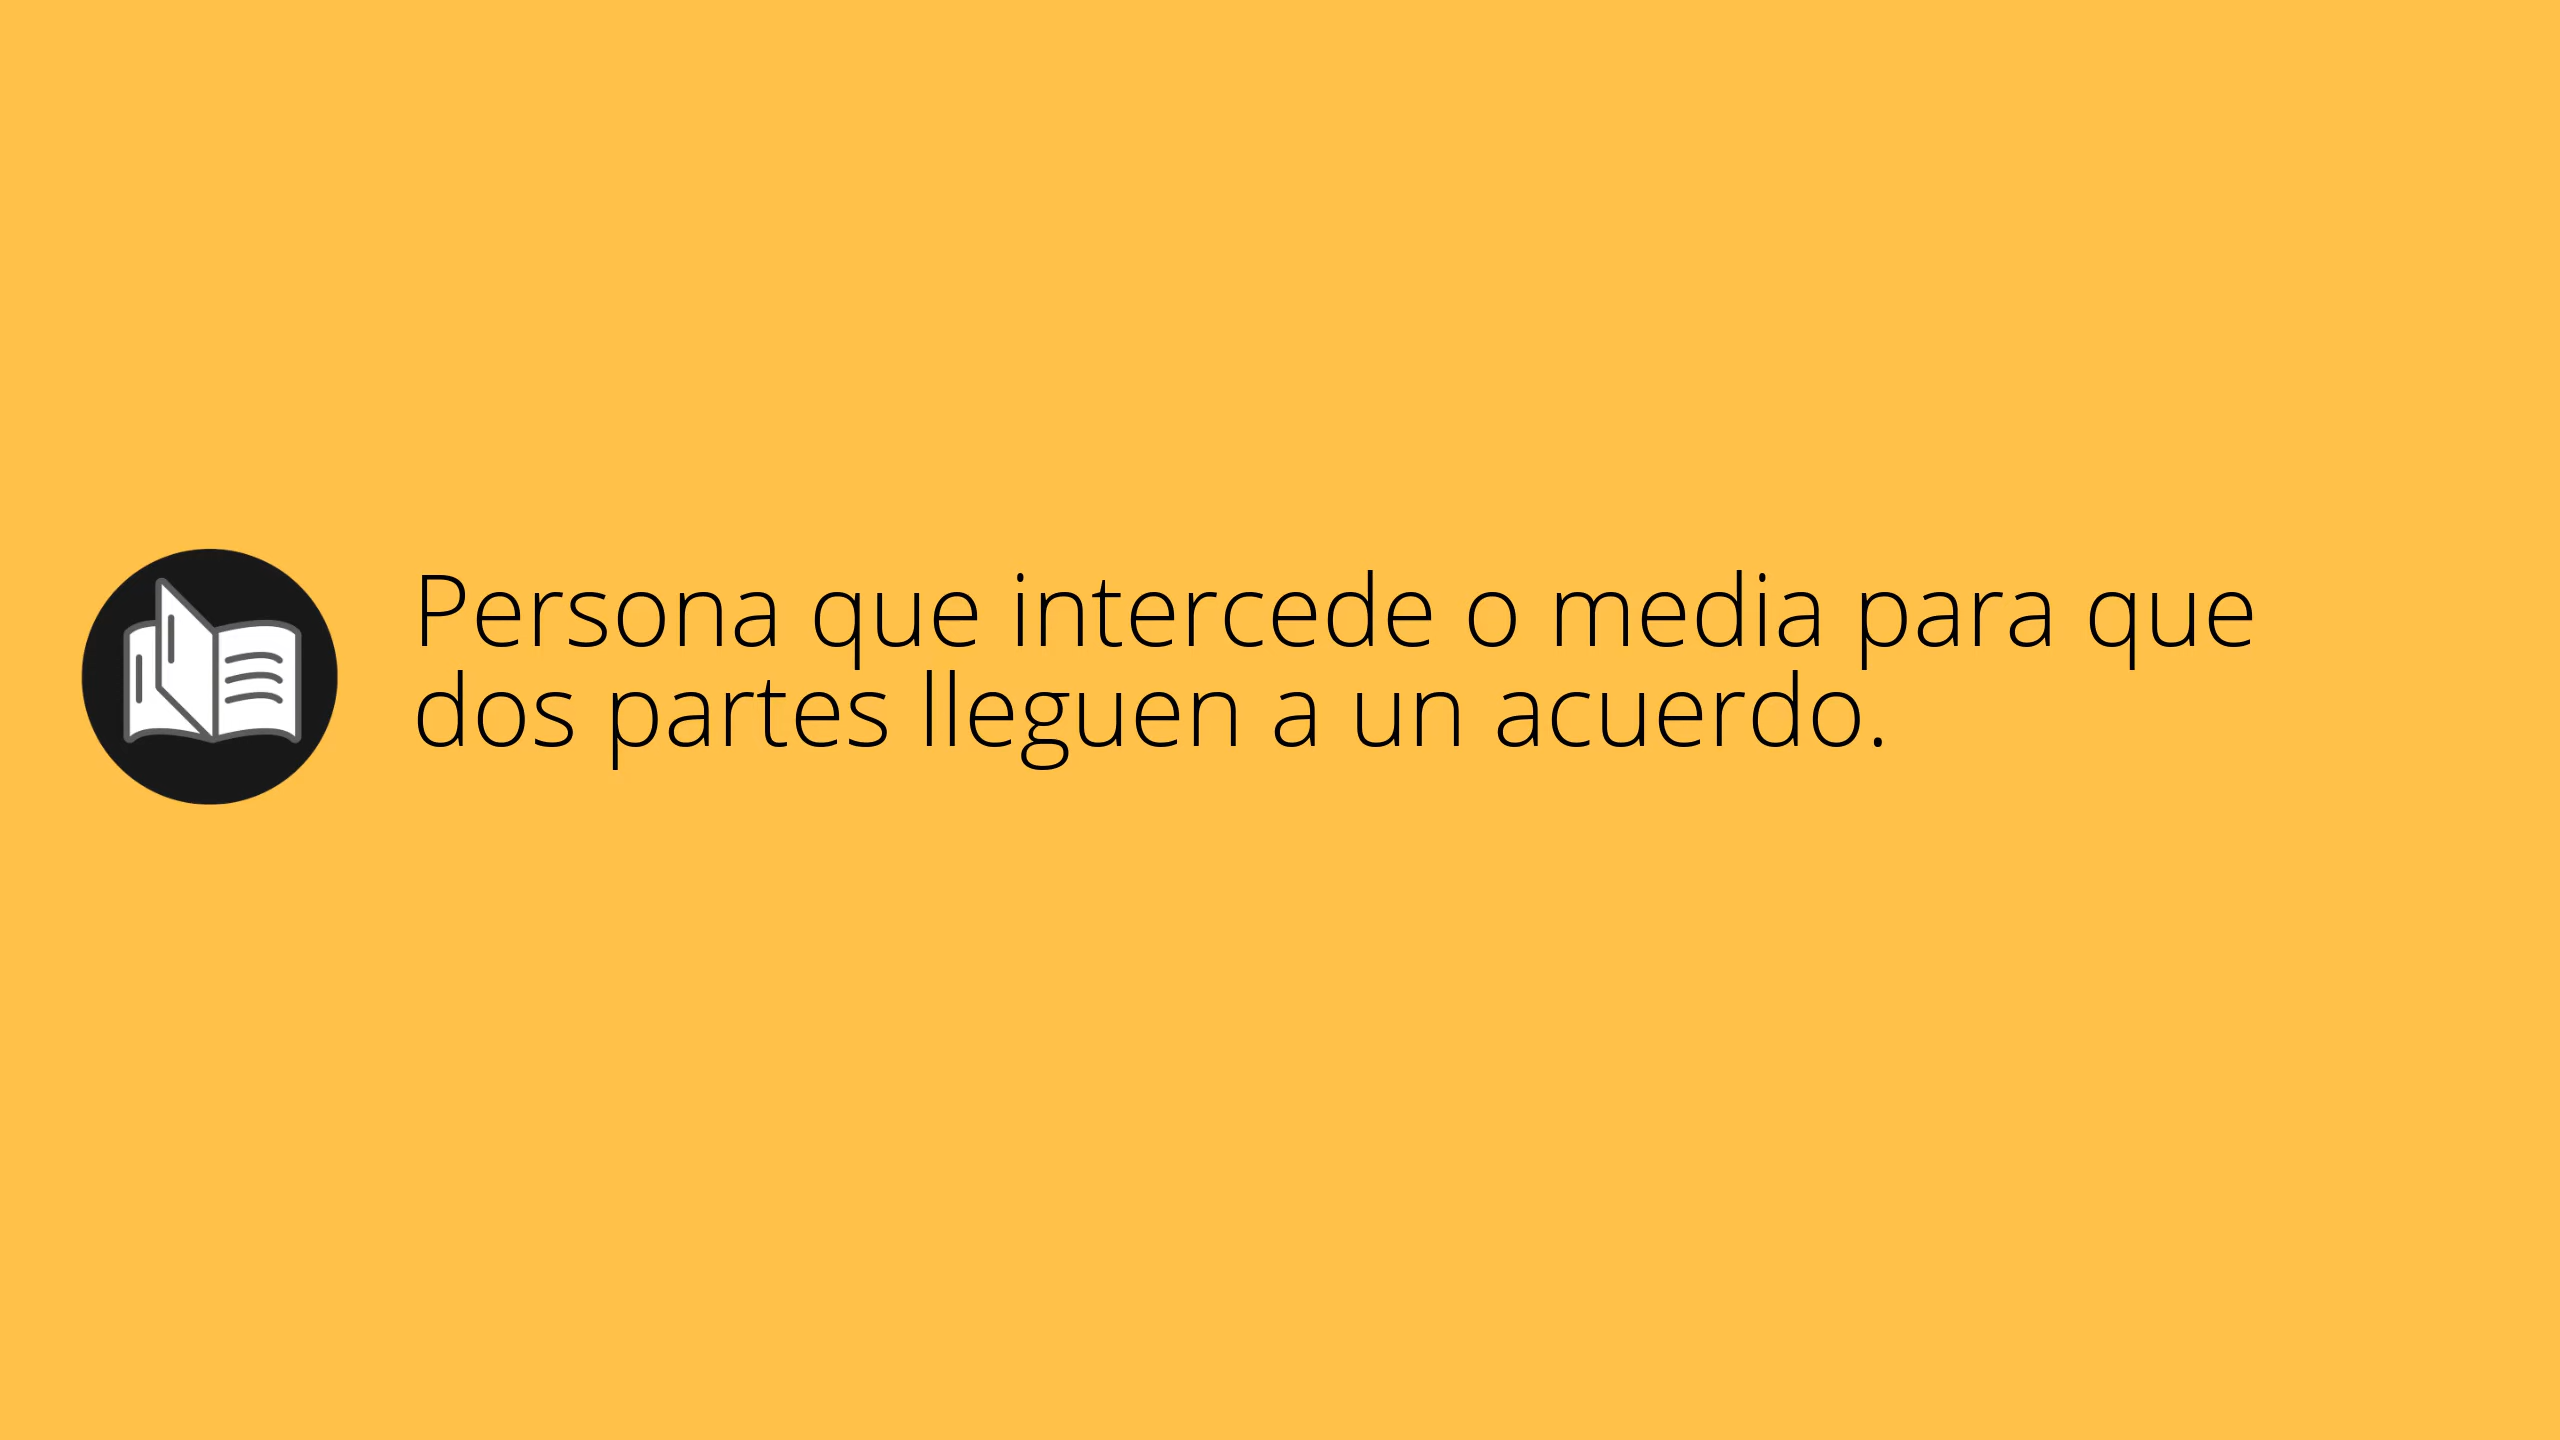 Persona que intercede o media para que
dos partes lleguen a un acuerdo.